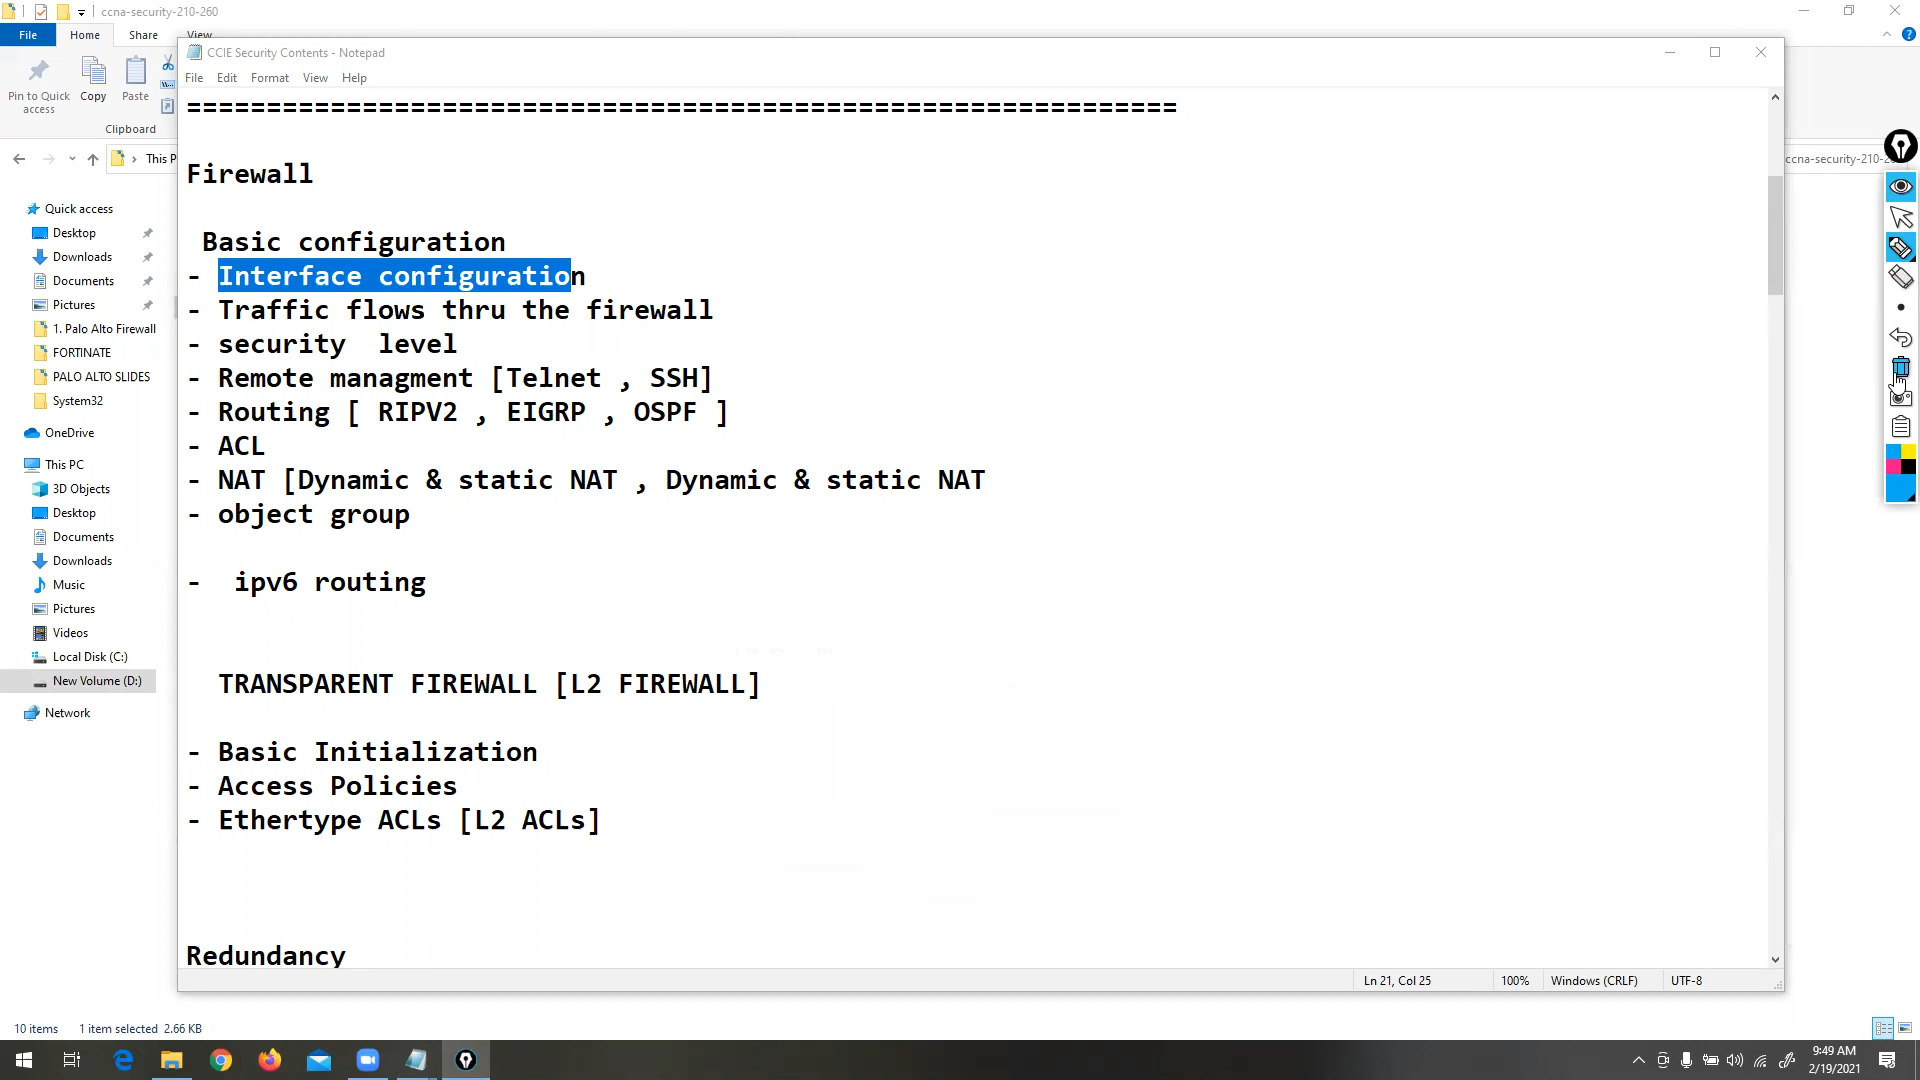 ccna-security-210-260
File Home Share View
CCIE Security Contents - Notepad
File Edit Format View Help
Pin to Quick access
Copy
Paste
Clipboard
This P
ccna-security-210-2
==============================================================
Firewall
Basic configuration
- Interface configuration
- Traffic flows thru the firewall
- security  level
- Remote managment [Telnet , SSH]
- Routing [ RIPV2 , EIGRP , OSPF ]
- ACL
- NAT [Dynamic & static NAT , Dynamic & static NAT
- object group
-  ipv6 routing
TRANSPARENT FIREWALL [L2 FIREWALL]
- Basic Initialization
- Access Policies
- Ethertype ACLs [L2 ACLs]
Redundancy
Quick access
Desktop
Downloads
Documents
Pictures
1. Palo Alto Firewall
FORTINATE
PALO ALTO SLIDES
System32
OneDrive
This PC
3D Objects
Desktop
Documents
Downloads
Music
Pictures
Videos
Local Disk (C:)
New Volume (D:)
Network
Ln 21, Col 25 100% Windows (CRLF) UTF-8
10 items 1 item selected 2.66 KB
9:49 AM
2/19/2021